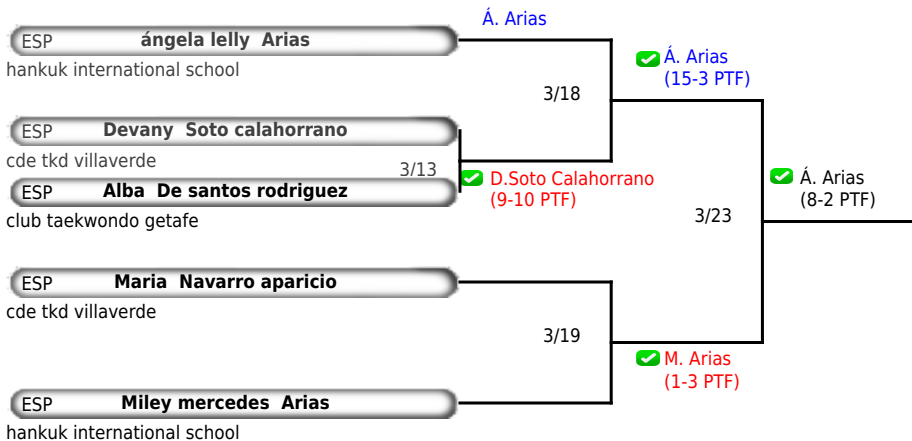 Á. Arias
ESP ángela lelly Arias
hankuk international school
Á. Arias
(15-3 PTF)
3/18
ESP Devany Soto calahorrano
cde tkd villaverde
3/13
ESP Alba De santos rodriguez
club taekwondo getafe
D.Soto Calahorrano
(9-10 PTF)
Á. Arias
(8-2 PTF)
3/23
ESP Maria Navarro aparicio
cde tkd villaverde
3/19
M. Arias
(1-3 PTF)
ESP Miley mercedes Arias
hankuk international school